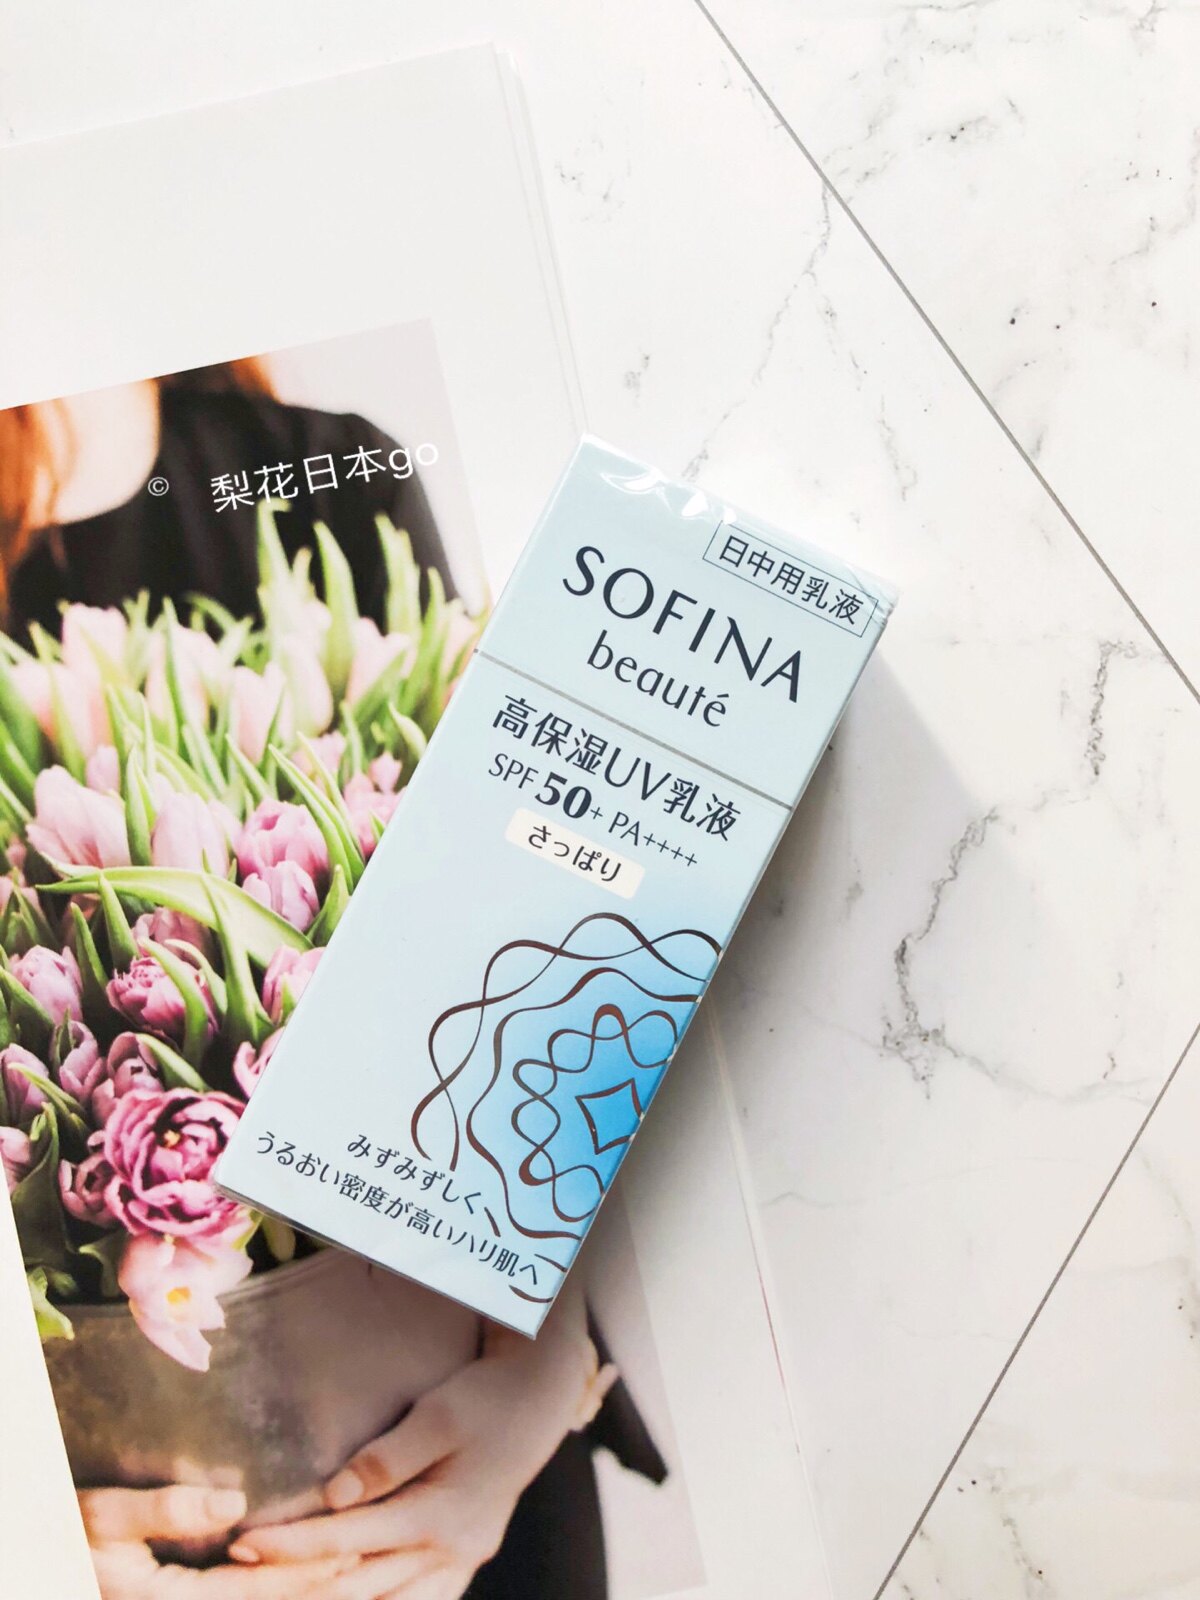 © 梨花日本go
日中用乳液
SOFINA
beauté
高保湿UV乳液
SPF50+ PA++++
さっぱり
みずみずしく、
うるおい密度が高いハリ肌へ